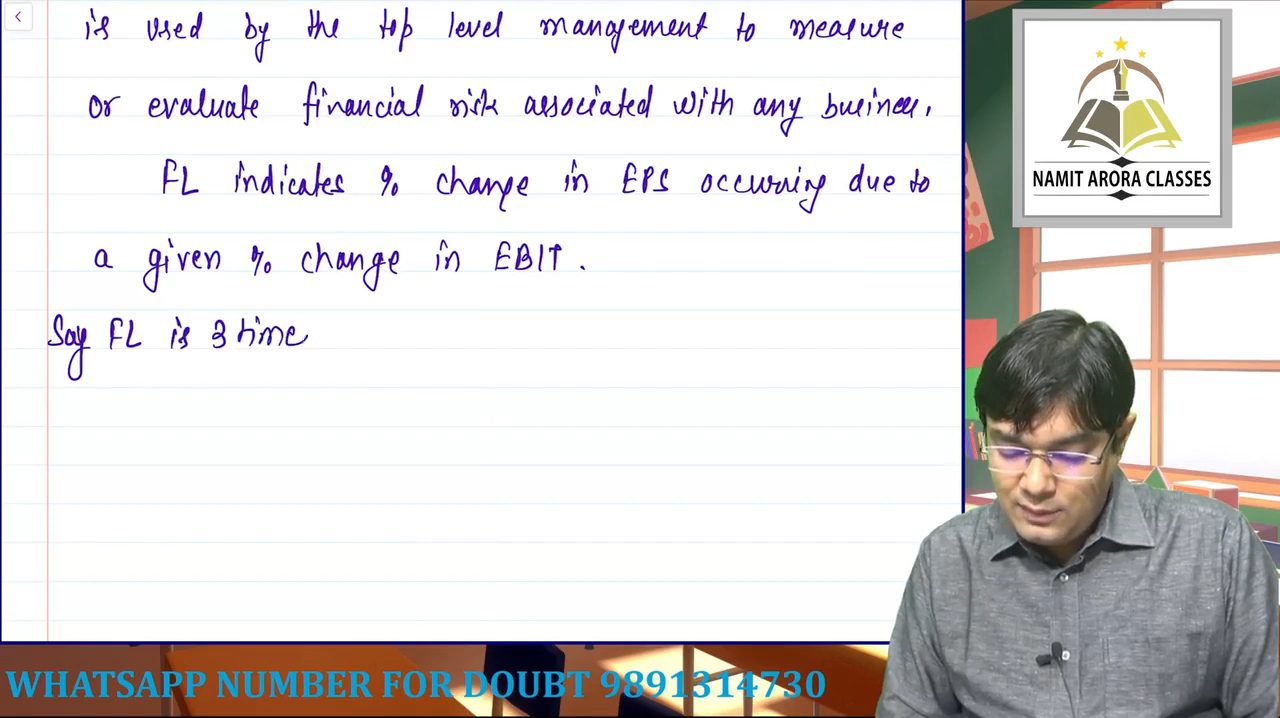 is used by the top level management to measure
or evaluate financial risk associated with any business.
FL indicates % change in EPS occurring due to
a given % change in EBIT.
Say FL is 3 time
NAMIT ARORA CLASSES
WHATSAPP NUMBER FOR DOUBT 9891314730